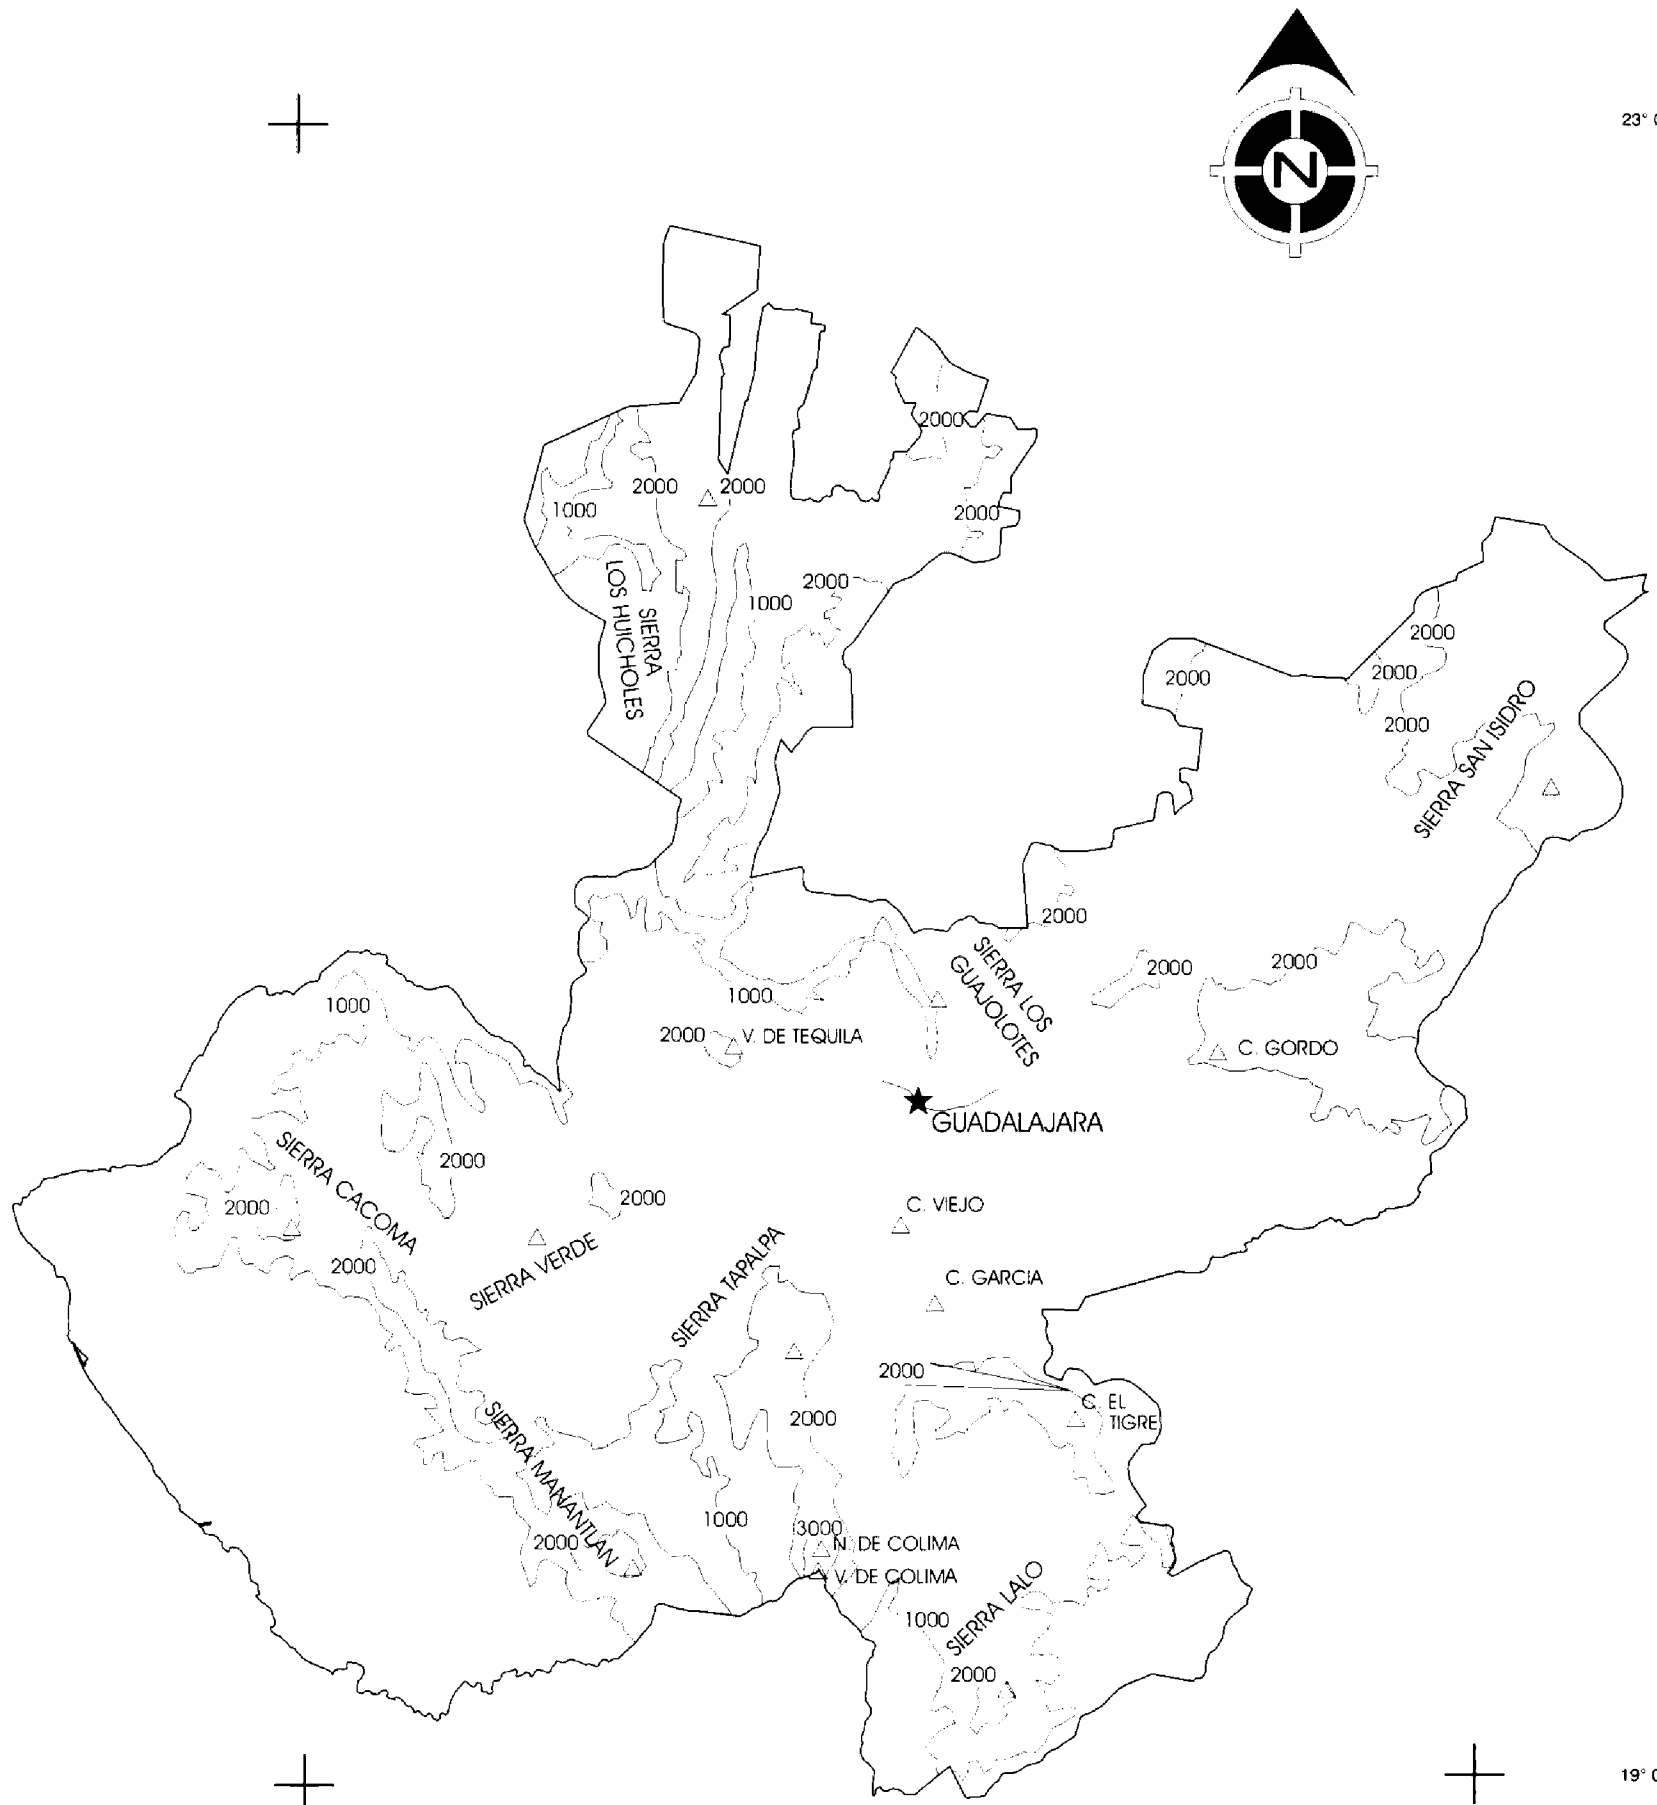 N
23°
2000
2000
2000
1000
2000
2000
1000
SIERRA
LOS HUICHOLES
2000
2000
2000
2000
SIERRA SAN ISIDRO
2000
SIERRA LOS
GUAJOLOTES
2000
2000
1000
1000
2000
V. DE TEQUILA
C. GORDO
GUADALAJARA
SIERRA CACOMA
2000
2000
2000
2000
SIERRA VERDE
C. VIEJO
SIERRA TAPALPA
C. GARCIA
2000
C. EL
TIGRE
2000
SIERRA MANANTLAN
1000
3000
2000
N. DE COLIMA
V. DE COLIMA
SIERRA LALO
1000
2000
19°